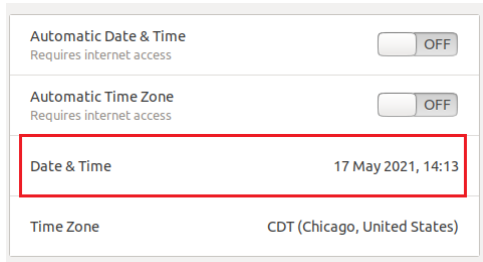 Automatic Date & Time
Requires internet access
OFF
Automatic Time Zone
Requires internet access
OFF
Date & Time 17 May 2021, 14:13
Time Zone CDT (Chicago, United States)